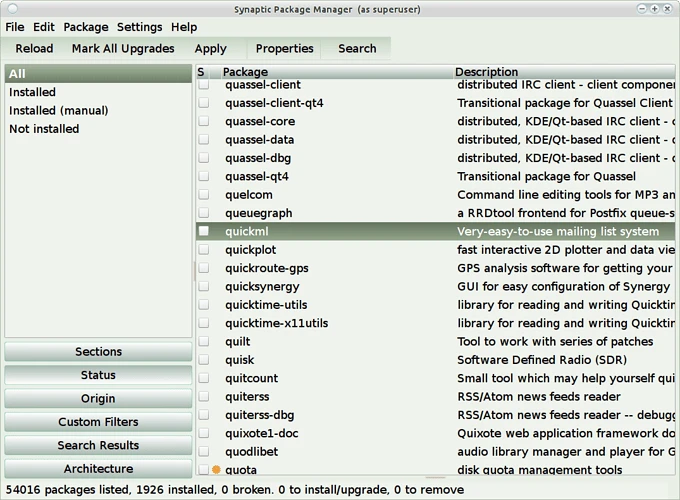 Synaptic Package Manager (as superuser)
File Edit Package Settings Help
Reload Mark All Upgrades Apply Properties Search
All
Installed
Installed (manual)
Not installed
Sections
Status
Origin
Custom Filters
Search Results
Architecture
S Package Description
quassel-client distributed IRC client - client componen
quassel-client-qt4 Transitional package for Quassel Client
quassel-core distributed, KDE/Qt-based IRC client - c
quassel-data distributed, KDE/Qt-based IRC client - c
quassel-dbg distributed, KDE/Qt-based IRC client - c
quassel-qt4 Transitional package for Quassel
quelcom Command line editing tools for MP3 an
queuegraph a RRDtool frontend for Postfix queue-s
quickml Very-easy-to-use mailing list system
quickplot fast interactive 2D plotter and data vie
quickroute-gps GPS analysis software for getting your
quicksynergy GUI for easy configuration of Synergy
quicktime-utils library for reading and writing Quicktin
quicktime-x11utils library for reading and writing Quicktin
quilt Tool to work with series of patches
quisk Software Defined Radio (SDR)
quitcount Small tool which may help yourself qui
quiterss RSS/Atom news feeds reader
quiterss-dbg RSS/Atom news feeds reader -- debugg
quixote1-doc Quixote web application framework do
quodlibet audio library manager and player for G
quota disk quota management tools
54016 packages listed, 1926 installed, 0 broken. 0 to install/upgrade, 0 to remove